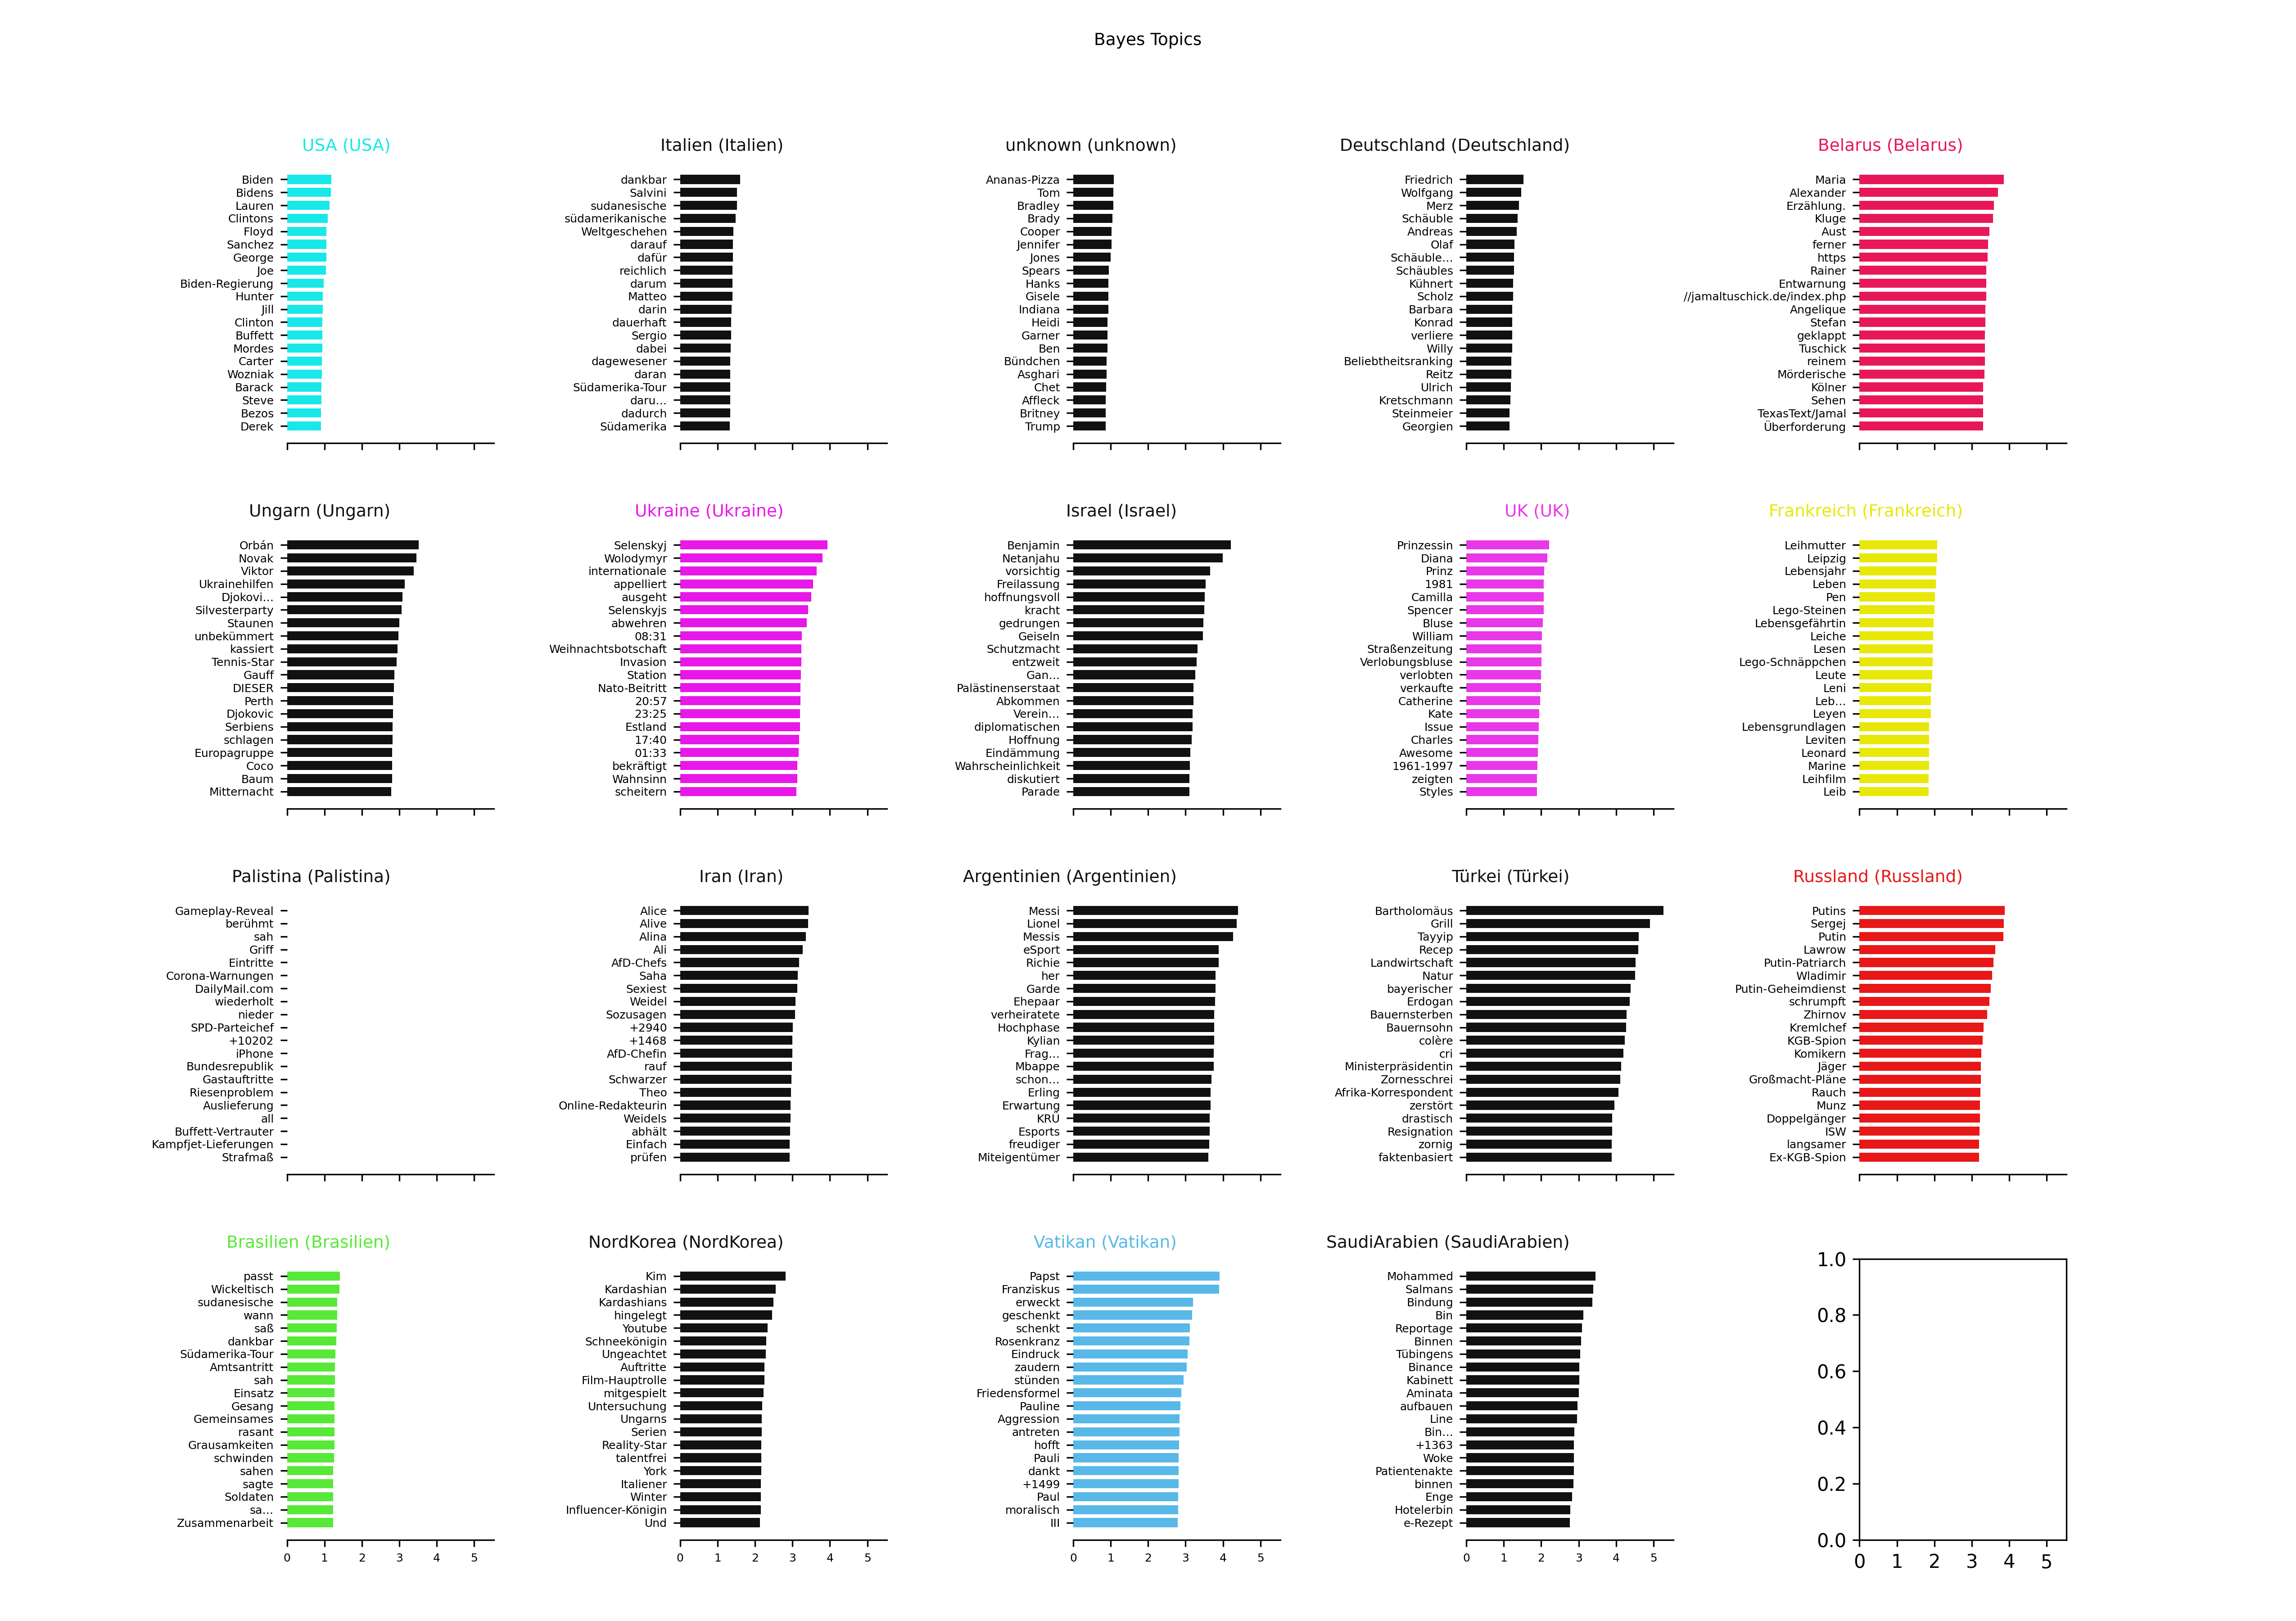 Bayes Topics
USA (USA)
Biden
Bidens
Lauren
Clintons
Floyd
Sanchez
George
Joe
Biden-Regierung
Hunter
Jill
Clinton
Buffett
Mordes
Carter
Wozniak
Barack
Steve
Bezos
Derek
Italien (Italien)
dankbar
Salvini
sudanesische
südamerikanische
Weltgeschehen
darauf
dafür
reichlich
darum
Matteo
darin
dauerhaft
Sergio
dabei
dagewesener
daran
Südamerika-Tour
daru...
dadurch
Südamerika
unknown (unknown)
Ananas-Pizza
Tom
Bradley
Brady
Cooper
Jennifer
Jones
Spears
Hanks
Gisele
Indiana
Heidi
Garner
Ben
Bündchen
Asghari
Chet
Affleck
Britney
Trump
Deutschland (Deutschland)
Friedrich
Wolfgang
Merz
Schäuble
Andreas
Olaf
Schäuble...
Schäubles
Kühnert
Scholz
Barbara
Konrad
verliere
Willy
Beliebtheitsranking
Reitz
Ulrich
Kretschmann
Steinmeier
Georgien
Belarus (Belarus)
Maria
Alexander
Erzählung.
Kluge
Aust
ferner
https
Rainer
Entwarnung
//jamaltuschick.de/index.php
Angelique
Stefan
geklappt
Tuschick
reinem
Mörderische
Kölner
Sehen
TexasText/Jamal
Überforderung
Ungarn (Ungarn)
Orbán
Novak
Viktor
Ukrainehilfen
Djokovi...
Silvesterparty
Staunen
unbekümmert
kassiert
Tennis-Star
Gauff
DIESER
Perth
Djokovic
Serbiens
schlagen
Europagruppe
Coco
Baum
Mitternacht
Ukraine (Ukraine)
Selenskyj
Wolodymyr
internationale
appelliert
ausgeht
Selenskyjs
abwehren
08:31
Weihnachtsbotschaft
Invasion
Station
Nato-Beitritt
20:57
23:25
Estland
17:40
01:33
bekräftigt
Wahnsinn
scheitern
Israel (Israel)
Benjamin
Netanjahu
vorsichtig
Freilassung
hoffnungsvoll
kracht
gedrungen
Geiseln
Schutzmacht
entzweit
Gan...
Palästinenserstaat
Abkommen
Verein...
diplomatischen
Hoffnung
Eindämmung
Wahrscheinlichkeit
diskutiert
Parade
UK (UK)
Prinzessin
Diana
Prinz
1981
Camilla
Spencer
Bluse
William
Straßenzeitung
Verlobungsbluse
verlobten
verkaufte
Catherine
Kate
Issue
Charles
Awesome
1961-1997
zeigten
Styles
Frankreich (Frankreich)
Leihmutter
Leipzig
Lebensjahr
Leben
Pen
Lego-Steinen
Lebensgefährtin
Leiche
Lesen
Lego-Schnäppchen
Leute
Leni
Leb...
Leyen
Lebensgrundlagen
Leviten
Leonard
Marine
Leihfilm
Leib
Palistina (Palistina)
Gameplay-Reveal
berühmt
sah
Griff
Eintritte
Corona-Warnungen
DailyMail.com
wiederholt
nieder
SPD-Parteichef
+10202
iPhone
Bundesrepublik
Gastauftritte
Riesenproblem
Auslieferung
all
Buffett-Vertrauter
Kampfjet-Lieferungen
Strafmaß
Iran (Iran)
Alice
Alive
Alina
Ali
AfD-Chefs
Saha
Sexiest
Weidel
Sozusagen
+2940
+1468
AfD-Chefin
rauf
Schwarzer
Theo
Online-Redakteurin
Weidels
abhält
Einfach
prüfen
Argentinien (Argentinien)
Messi
Lionel
Messis
eSport
Richie
her
Garde
Ehepaar
verheiratete
Hochphase
Kylian
Frag...
Mbappe
schon...
Erling
Erwartung
KRÜ
Esports
freudiger
Miteigentümer
Türkei (Türkei)
Bartholomäus
Grill
Tayyip
Recep
Landwirtschaft
Natur
bayerischer
Erdogan
Bauernsterben
Bauernsohn
colère
cri
Ministerpräsidentin
Zornesschrei
Afrika-Korrespondent
zerstört
drastisch
Resignation
zornig
faktenbasiert
Russland (Russland)
Putins
Sergej
Putin
Lawrow
Putin-Patriarch
Wladimir
Putin-Geheimdienst
schrumpft
Zhirnov
Kremlchef
KGB-Spion
Komikern
Jäger
Großmacht-Pläne
Rauch
Munz
Doppelgänger
ISW
langsamer
Ex-KGB-Spion
Brasilien (Brasilien)
passt
Wickeltisch
sudanesische
wann
saß
dankbar
Südamerika-Tour
Amtsantritt
sah
Einsatz
Gesang
Gemeinsames
rasant
Grausamkeiten
schwinden
sahen
sagte
Soldaten
sa...
Zusammenarbeit
0 1 2 3 4 5
NordKorea (NordKorea)
Kim
Kardashian
Kardashians
hingelegt
Youtube
Schneekönigin
Ungeachtet
Auftritte
Film-Hauptrolle
mitgespielt
Untersuchung
Ungarns
Serien
Reality-Star
talentfrei
York
Italiener
Winter
Influencer-Königin
Und
0 1 2 3 4 5
Vatikan (Vatikan)
Papst
Franziskus
erweckt
geschenkt
schenkt
Rosenkranz
Eindruck
zaudern
stünden
Friedensformel
Pauline
Aggression
antreten
hofft
Pauli
dankt
+1499
Paul
moralisch
III
0 1 2 3 4 5
SaudiArabien (SaudiArabien)
Mohammed
Salmans
Bindung
Bin
Reportage
Binnen
Tübingens
Binance
Kabinett
Aminata
aufbauen
Line
Bin...
+1363
Woke
Patientenakte
binnen
Enge
Hotelerbin
e-Rezept
0 1 2 3 4 5
1.0
0.8
0.6
0.4
0.2
0.0
0 1 2 3 4 5